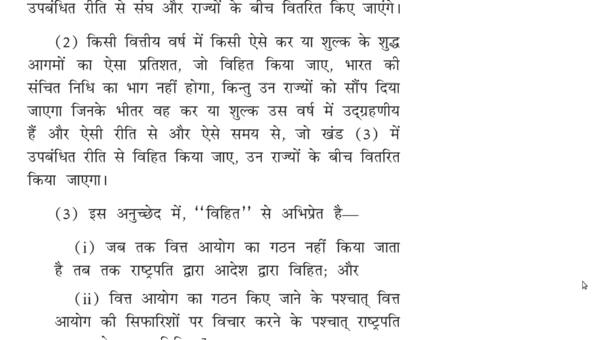 उपबंधित रीति से संघ और राज्यों के बीच वितरित किए जाएंगे।
(2) किसी वित्तीय वर्ष में किसी ऐसे कर या शुल्क के शुद्ध
आगमों का ऐसा प्रतिशत, जो विहित किया जाए, भारत की
संचित निधि का भाग नहीं होगा, किन्तु उन राज्यों को सौंप दिया
जाएगा जिनके भीतर वह कर या शुल्क उस वर्ष में उद्ग्रहणीय
हैं और ऐसी रीति से और ऐसे समय से, जो खंड (3) में
उपबंधित रीति से विहित किया जाए, उन राज्यों के बीच वितरित
किया जाएगा।
(3) इस अनुच्छेद में, ‘‘विहित’’ से अभिप्रेत है—
(i) जब तक वित्त आयोग का गठन नहीं किया जाता
है तब तक राष्ट्रपति द्वारा आदेश द्वारा विहित; और
(ii) वित्त आयोग का गठन किए जाने के पश्चात् वित्त
आयोग की सिफारिशों पर विचार करने के पश्चात् राष्ट्रपति